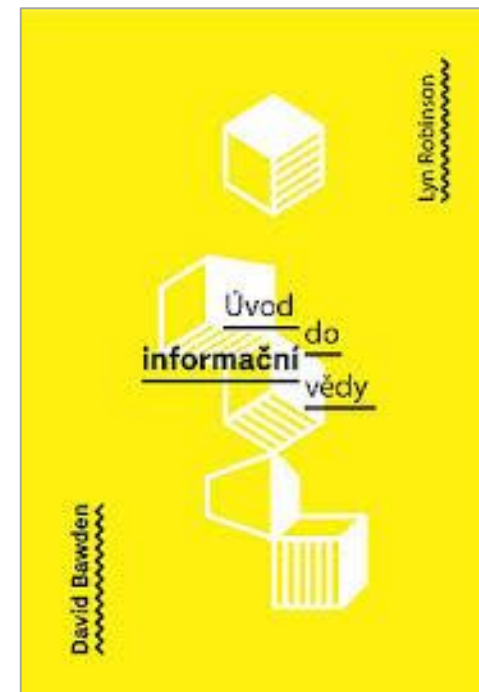 Lyn Robinson
Úvod
do
informační
vědy
David Bawden